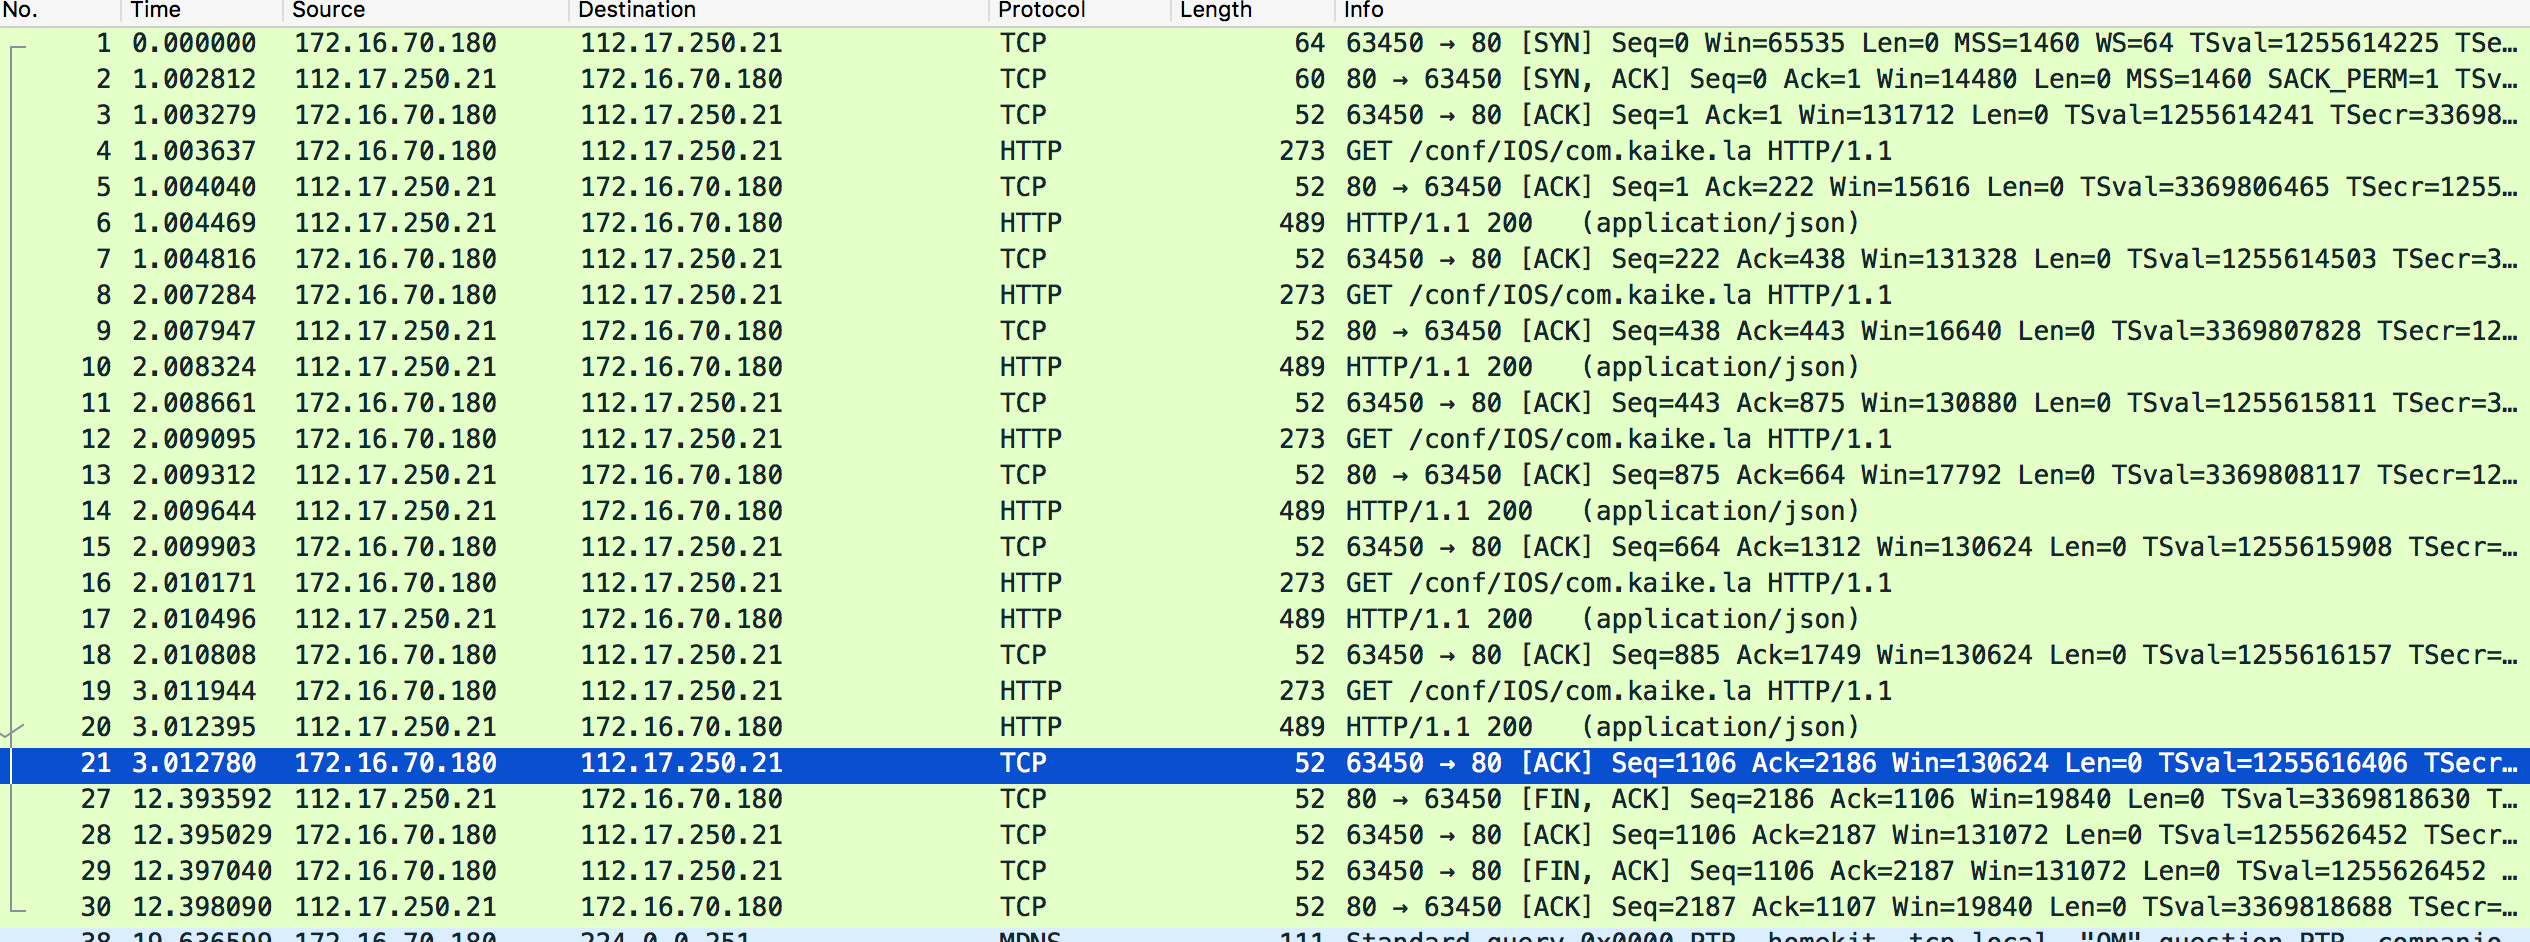 No. Time Source Destination Protocol Length Info
1 0.000000 172.16.70.180 112.17.250.21 TCP 64 63450 → 80 [SYN] Seq=0 Win=65535 Len=0 MSS=1460 WS=64 TSval=1255614225 TSe…
2 1.002812 112.17.250.21 172.16.70.180 TCP 60 80 → 63450 [SYN, ACK] Seq=0 Ack=1 Win=14480 Len=0 MSS=1460 SACK_PERM=1 TSv…
3 1.003279 172.16.70.180 112.17.250.21 TCP 52 63450 → 80 [ACK] Seq=1 Ack=1 Win=131712 Len=0 TSval=1255614241 TSecr=33698…
4 1.003637 172.16.70.180 112.17.250.21 HTTP 273 GET /conf/IOS/com.kaike.la HTTP/1.1
5 1.004040 112.17.250.21 172.16.70.180 TCP 52 80 → 63450 [ACK] Seq=1 Ack=222 Win=15616 Len=0 TSval=3369806465 TSecr=1255…
6 1.004469 112.17.250.21 172.16.70.180 HTTP 489 HTTP/1.1 200 (application/json)
7 1.004816 172.16.70.180 112.17.250.21 TCP 52 63450 → 80 [ACK] Seq=222 Ack=438 Win=131328 Len=0 TSval=1255614503 TSecr=3…
8 2.007284 172.16.70.180 112.17.250.21 HTTP 273 GET /conf/IOS/com.kaike.la HTTP/1.1
9 2.007947 112.17.250.21 172.16.70.180 TCP 52 80 → 63450 [ACK] Seq=438 Ack=443 Win=16640 Len=0 TSval=3369807828 TSecr=12…
10 2.008324 112.17.250.21 172.16.70.180 HTTP 489 HTTP/1.1 200 (application/json)
11 2.008661 172.16.70.180 112.17.250.21 TCP 52 63450 → 80 [ACK] Seq=443 Ack=875 Win=130880 Len=0 TSval=1255615811 TSecr=3…
12 2.009095 172.16.70.180 112.17.250.21 HTTP 273 GET /conf/IOS/com.kaike.la HTTP/1.1
13 2.009312 112.17.250.21 172.16.70.180 TCP 52 80 → 63450 [ACK] Seq=875 Ack=664 Win=17792 Len=0 TSval=3369808117 TSecr=12…
14 2.009644 112.17.250.21 172.16.70.180 HTTP 489 HTTP/1.1 200 (application/json)
15 2.009903 172.16.70.180 112.17.250.21 TCP 52 63450 → 80 [ACK] Seq=664 Ack=1312 Win=130624 Len=0 TSval=1255615908 TSecr=…
16 2.010171 172.16.70.180 112.17.250.21 HTTP 273 GET /conf/IOS/com.kaike.la HTTP/1.1
17 2.010496 112.17.250.21 172.16.70.180 HTTP 489 HTTP/1.1 200 (application/json)
18 2.010808 172.16.70.180 112.17.250.21 TCP 52 63450 → 80 [ACK] Seq=885 Ack=1749 Win=130624 Len=0 TSval=1255616157 TSecr=…
19 3.011944 172.16.70.180 112.17.250.21 HTTP 273 GET /conf/IOS/com.kaike.la HTTP/1.1
20 3.012395 112.17.250.21 172.16.70.180 HTTP 489 HTTP/1.1 200 (application/json)
21 3.012780 172.16.70.180 112.17.250.21 TCP 52 63450 → 80 [ACK] Seq=1106 Ack=2186 Win=130624 Len=0 TSval=1255616406 TSecr…
27 12.393592 112.17.250.21 172.16.70.180 TCP 52 80 → 63450 [FIN, ACK] Seq=2186 Ack=1106 Win=19840 Len=0 TSval=3369818630 T…
28 12.395029 172.16.70.180 112.17.250.21 TCP 52 63450 → 80 [ACK] Seq=1106 Ack=2187 Win=131072 Len=0 TSval=1255626452 TSecr…
29 12.397040 172.16.70.180 112.17.250.21 TCP 52 63450 → 80 [FIN, ACK] Seq=1106 Ack=2187 Win=131072 Len=0 TSval=1255626452 …
30 12.398090 112.17.250.21 172.16.70.180 TCP 52 80 → 63450 [ACK] Seq=2187 Ack=1107 Win=19840 Len=0 TSval=3369818688 TSecr=…
38 19.636599 172.16.70.180 224.0.0.251 MDNS 111 Standard query 0x0000 PTR _homekit._tcp.local, "QM" question PTR